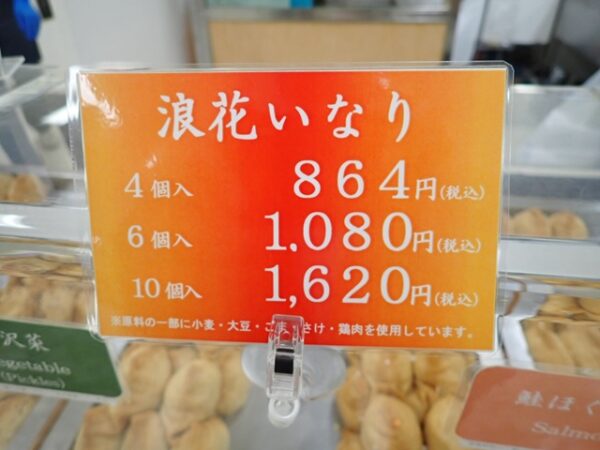 浪花いなり
4個入 864円(税込)
6個入 1,080円(税込)
10個入 1,620円(税込)
※原料の一部に小麦・大豆・ごま・さけ・鶏肉を使用しています。
沢菜
egetable
(Pickles)
鮭ほぐ
Salmo